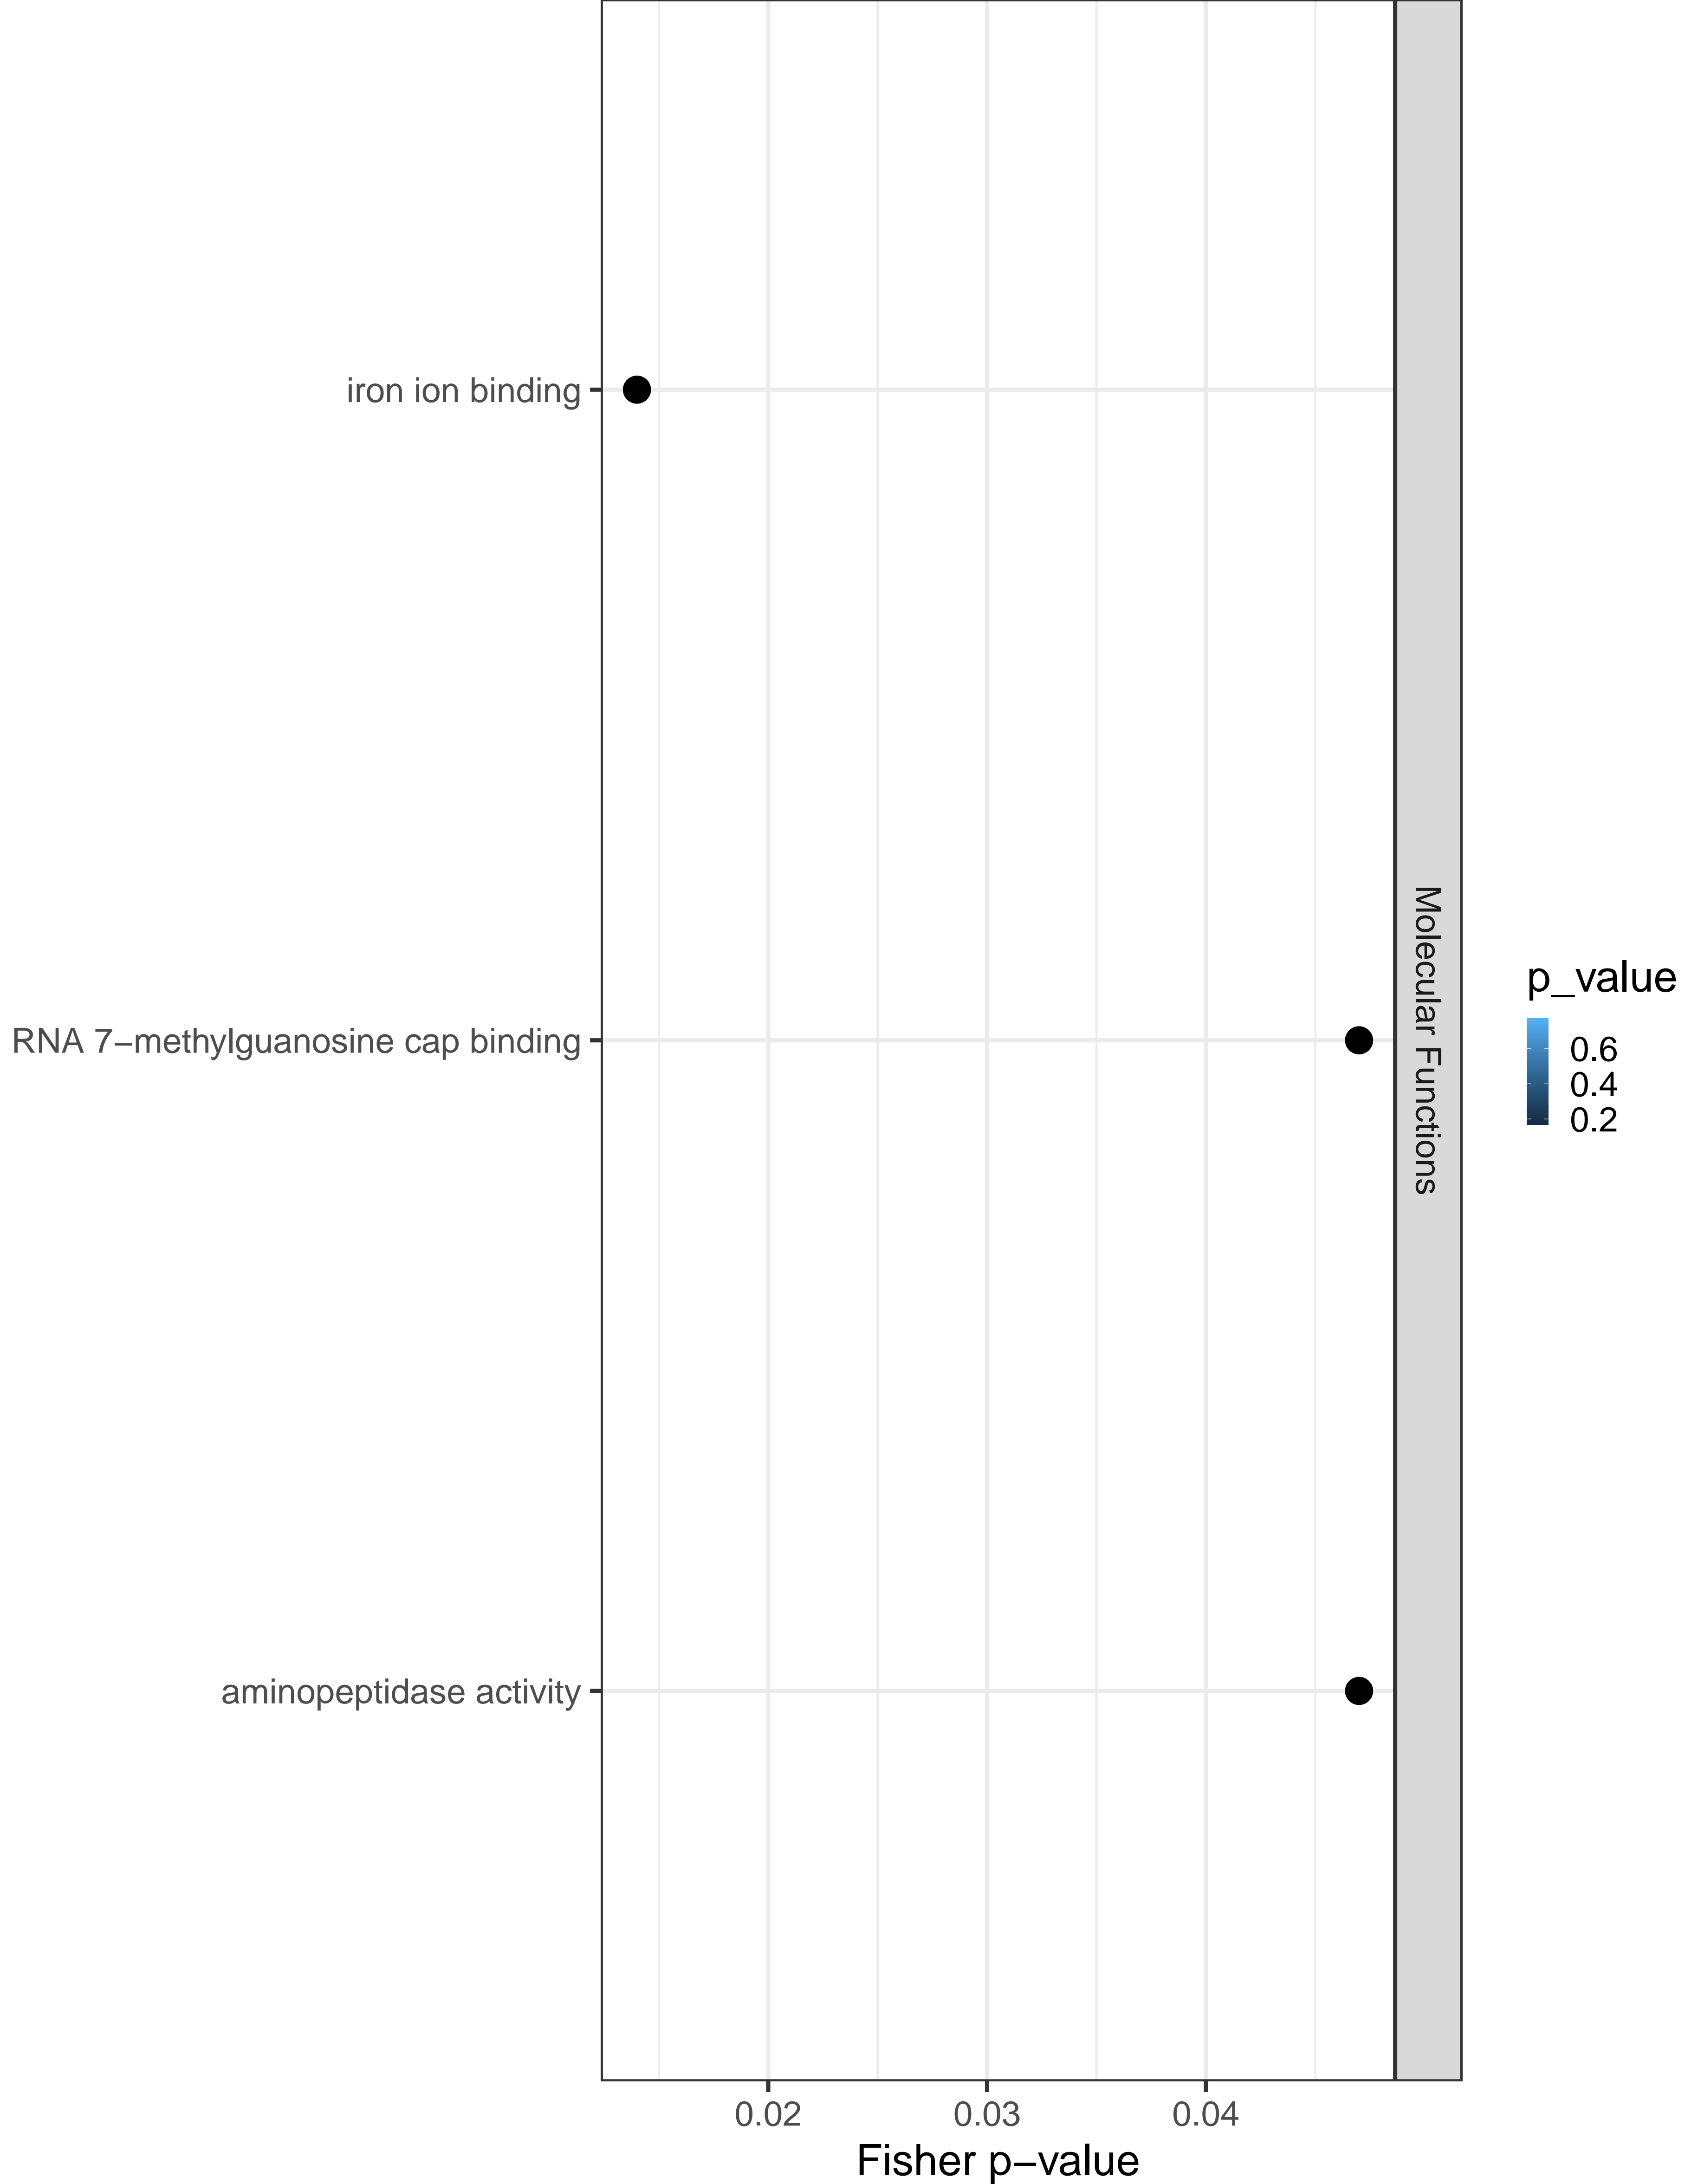 iron ion binding
RNA 7−methylguanosine cap binding
aminopeptidase activity
Molecular Functions
p_value
0.6
0.4
0.2
0.02
0.03
0.04
Fisher p−value